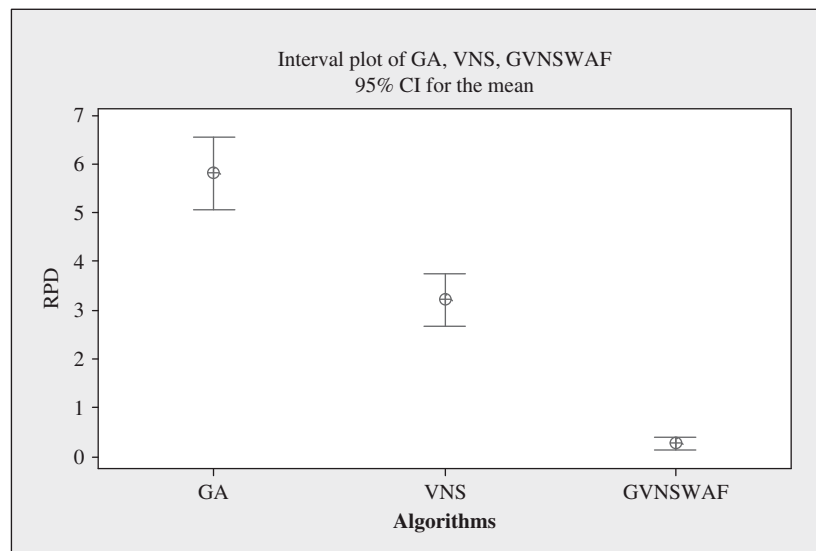 Interval plot of GA, VNS, GVNSWAF
95% CI for the mean
7
6
5
4
3
2
1
0
RPD
GA VNS GVNSWAF
Algorithms